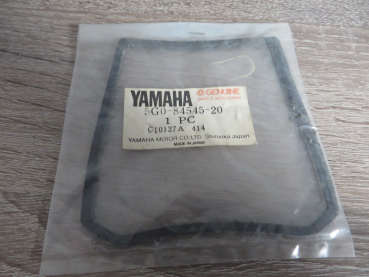 YAMAHA GENUINE
5G0-84545-20
1 PC
C10127A 414
YAMAHA MOTOR CO., LTD. Shizuoka Japan
MADE IN JAPAN